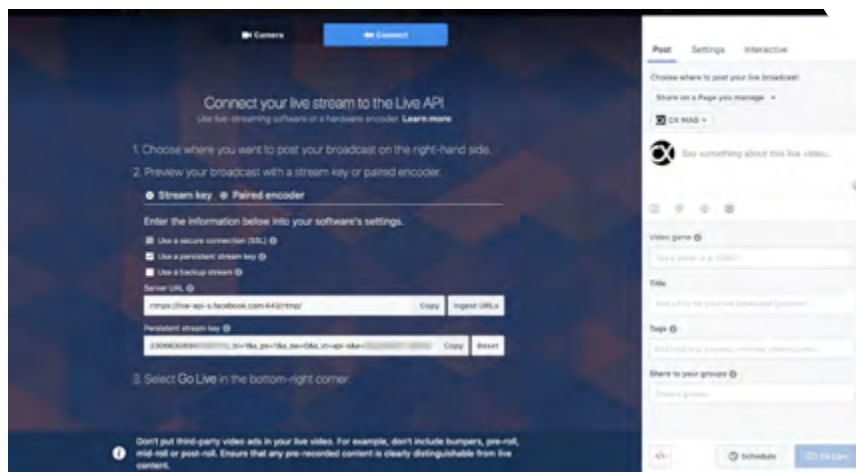 Camera
Connect
Connect your live stream to the Live API
Use live streaming software or a hardware encoder. Learn more
1. Choose where you want to post your broadcast on the right-hand side.
2. Preview your broadcast with a stream key or paired encoder.
Stream key Paired encoder
Enter the information below into your software's settings.
Use a secure connection (SSL)
Use a persistent stream key
Use a backup stream
Server URL
rtmps://live-api-s.facebook.com:443/rtmp/ Copy Ingest URLs
Persistent stream key
Copy Reset
3. Select Go Live in the bottom-right corner.
Don't put third-party video ads in your live video. For example, don't include bumpers, pre-roll,
mid-roll or post-roll. Ensure that any pre-recorded content is clearly distinguishable from live
content.
Post Settings Interactive
Choose where to post your live broadcast
Share on a Page you manage
CX MAG
CX Say something about this live video...
Video game
Title
Tags
Share to your groups
Schedule Go Live